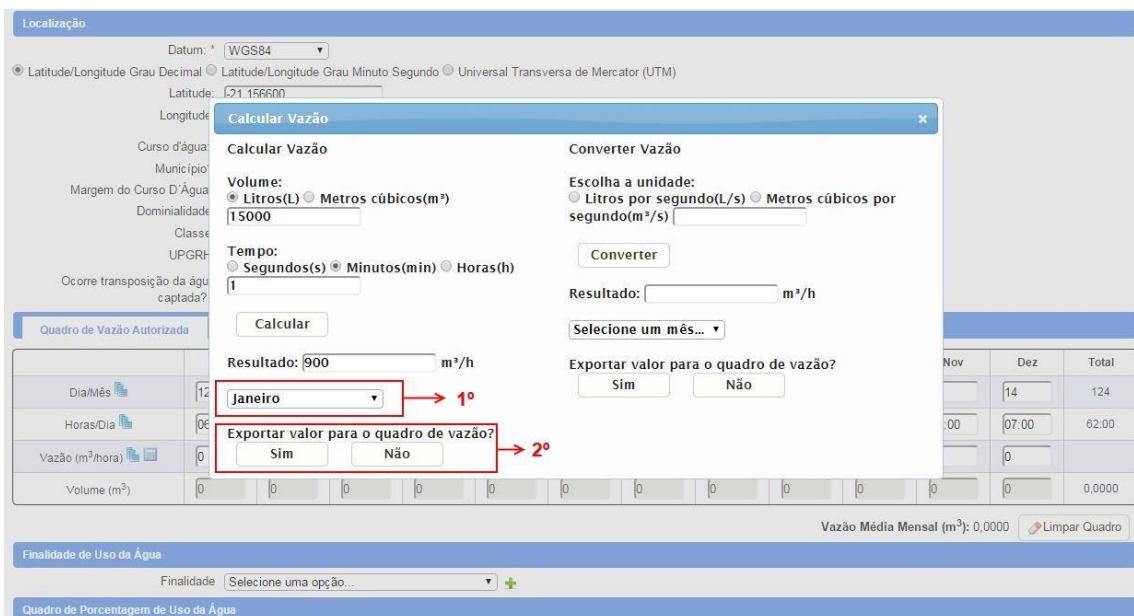 Localização
Datum: * WGS84
Latitude/Longitude Grau Decimal Latitude/Longitude Grau Minuto Segundo Universal Transversa de Mercator (UTM)
Latitude: -21.156600
Longitude
Curso d'água:
Município
Margem do Curso D'Água
Dominialidade
Classe
UPGRH
Ocorre transposição da águ
captada?
Calcular Vazão
Calcular Vazão
Volume:
Litros(L) Metros cúbicos(m³)
15000
Tempo:
Segundos(s) Minutos(min) Horas(h)
1
Calcular
Resultado: 900 m³/h
Janeiro 1º
Exportar valor para o quadro de vazão?
Sim Não 2º
Converter Vazão
Escolha a unidade:
Litros por segundo(L/s) Metros cúbicos por
segundo(m³/s)
Converter
Resultado: m³/h
Selecione um mês...
Exportar valor para o quadro de vazão?
Sim Não
Quadro de Vazão Autorizada
Nov Dez Total
Dia/Mês 12 14 124
Horas/Dia 06 :00 07:00 62:00
Vazão (m³/hora) 0 0
Volume (m³) 0 0 0 0 0 0 0 0 0 0 0 0 0,0000
Vazão Média Mensal (m³): 0,0000 Limpar Quadro
Finalidade de Uso da Água
Finalidade Selecione uma opção...
Quadro de Porcentagem de Uso da Água